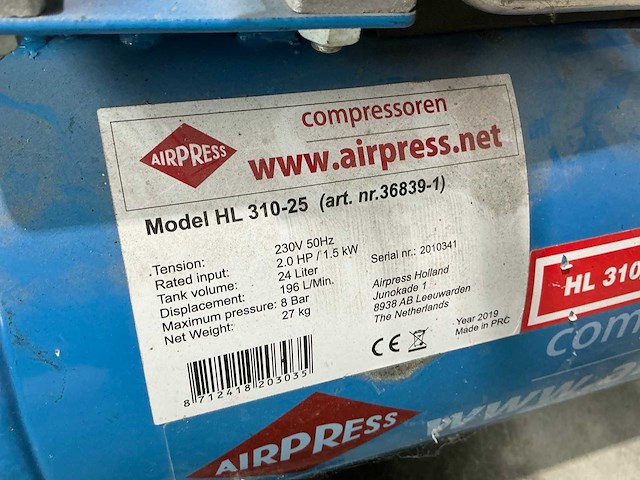 compressoren
AIRPRESS
www.airpress.net
Model HL 310-25 (art. nr.36839-1)
Tension: 230V 50Hz
Rated input: 2.0 HP / 1.5 kW
Tank volume: 24 Liter
Displacement: 196 L/Min.
Maximum pressure: 8 Bar
Net Weight: 27 kg
Serial nr.: 2010341
Airpress Holland
Junokade 1
8938 AB Leeuwarden
The Netherlands
CE
Year 2019
Made in PRC
8 712418 203035
HL 310
com
AIRPRESS
www.a